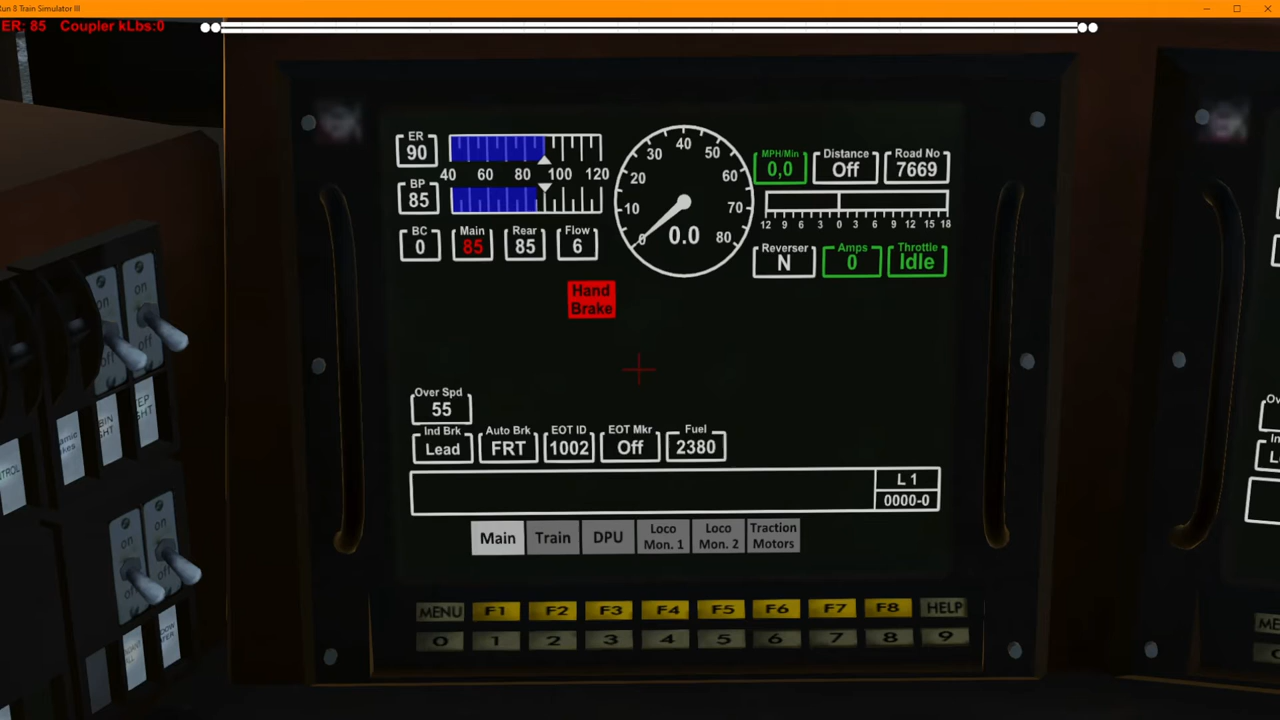 Run 8 Train Simulator III
ER: 85 Coupler kLbs:0
ER
90
40 60 80 100 120
BP
85
BC
0
Main
85
Rear
85
Flow
6
0 10 20 30 40 50 60 70 80
0.0
MPH/Min
0,0
Distance
Off
Road No
7669
12 9 6 3 0 3 6 9 12 15 18
Reverser
N
Amps
0
Throttle
Idle
Hand
Brake
Over Spd
55
Ind Brk
Lead
Auto Brk
FRT
EOT ID
1002
EOT Mkr
Off
Fuel
2380
L 1
0000-0
Main
Train
DPU
Loco
Mon. 1
Loco
Mon. 2
Traction
Motors
MENU F1 F2 F3 F4 F5 F6 F7 F8 HELP
0 1 2 3 4 5 6 7 8 9
on
on
off
off
on
on
off
off